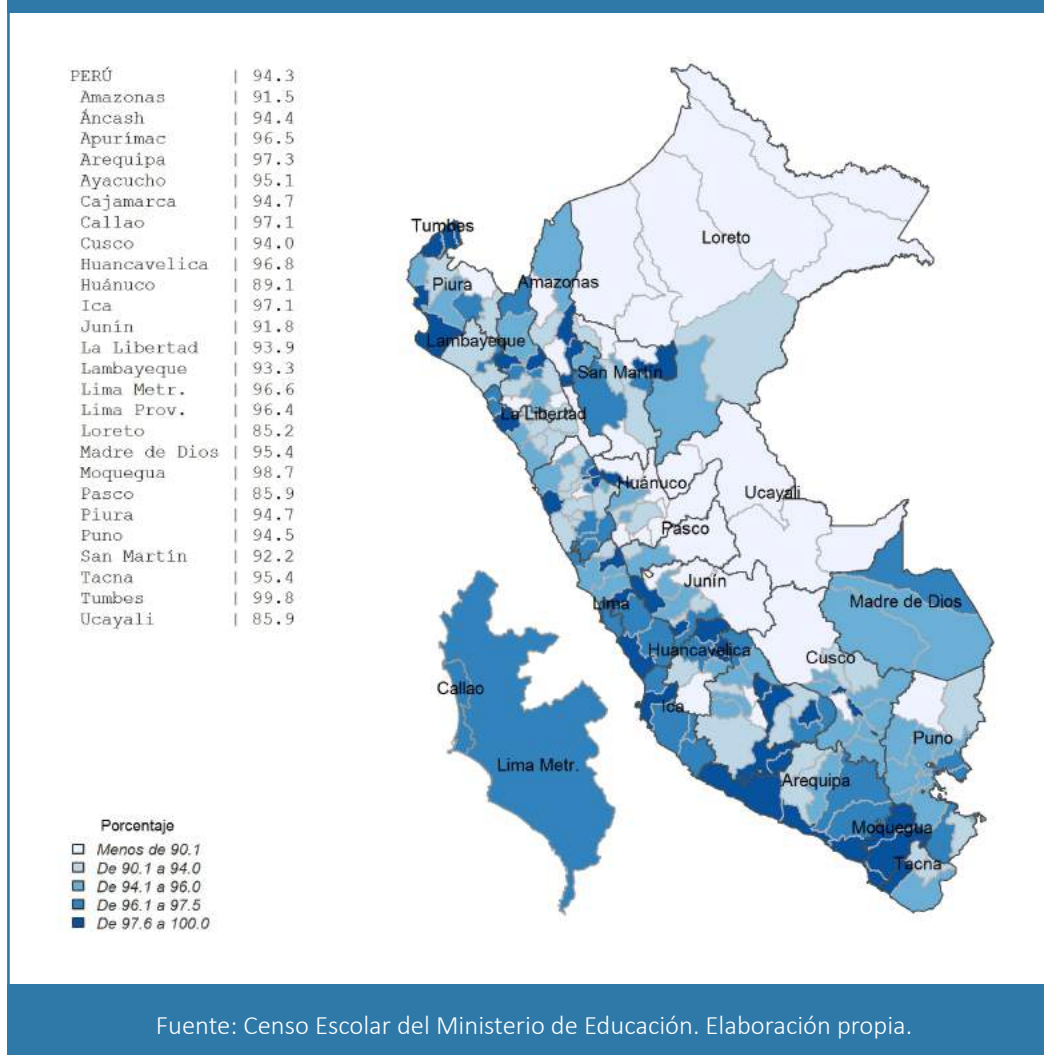 PERÚ | 94.3
Amazonas | 91.5
Áncash | 94.4
Apurímac | 96.5
Arequipa | 97.3
Ayacucho | 95.1
Cajamarca | 94.7
Callao | 97.1
Cusco | 94.0
Huancavelica | 96.8
Huánuco | 89.1
Ica | 97.1
Junín | 91.8
La Libertad | 93.9
Lambayeque | 93.3
Lima Metr. | 96.6
Lima Prov. | 96.4
Loreto | 85.2
Madre de Dios | 95.4
Moquegua | 98.7
Pasco | 85.9
Piura | 94.7
Puno | 94.5
San Martín | 92.2
Tacna | 95.4
Tumbes | 99.8
Ucayali | 85.9
Tumbes
Loreto
Piura
Amazonas
Lambayeque
San Martín
La Libertad
Huánuco
Ucayali
Pasco
Junín
Lima
Madre de Dios
Huancavelica
Cusco
Ica
Puno
Arequipa
Moquegua
Tacna
Callao
Lima Metr.
Porcentaje
Menos de 90.1
De 90.1 a 94.0
De 94.1 a 96.0
De 96.1 a 97.5
De 97.6 a 100.0
Fuente: Censo Escolar del Ministerio de Educación. Elaboración propia.